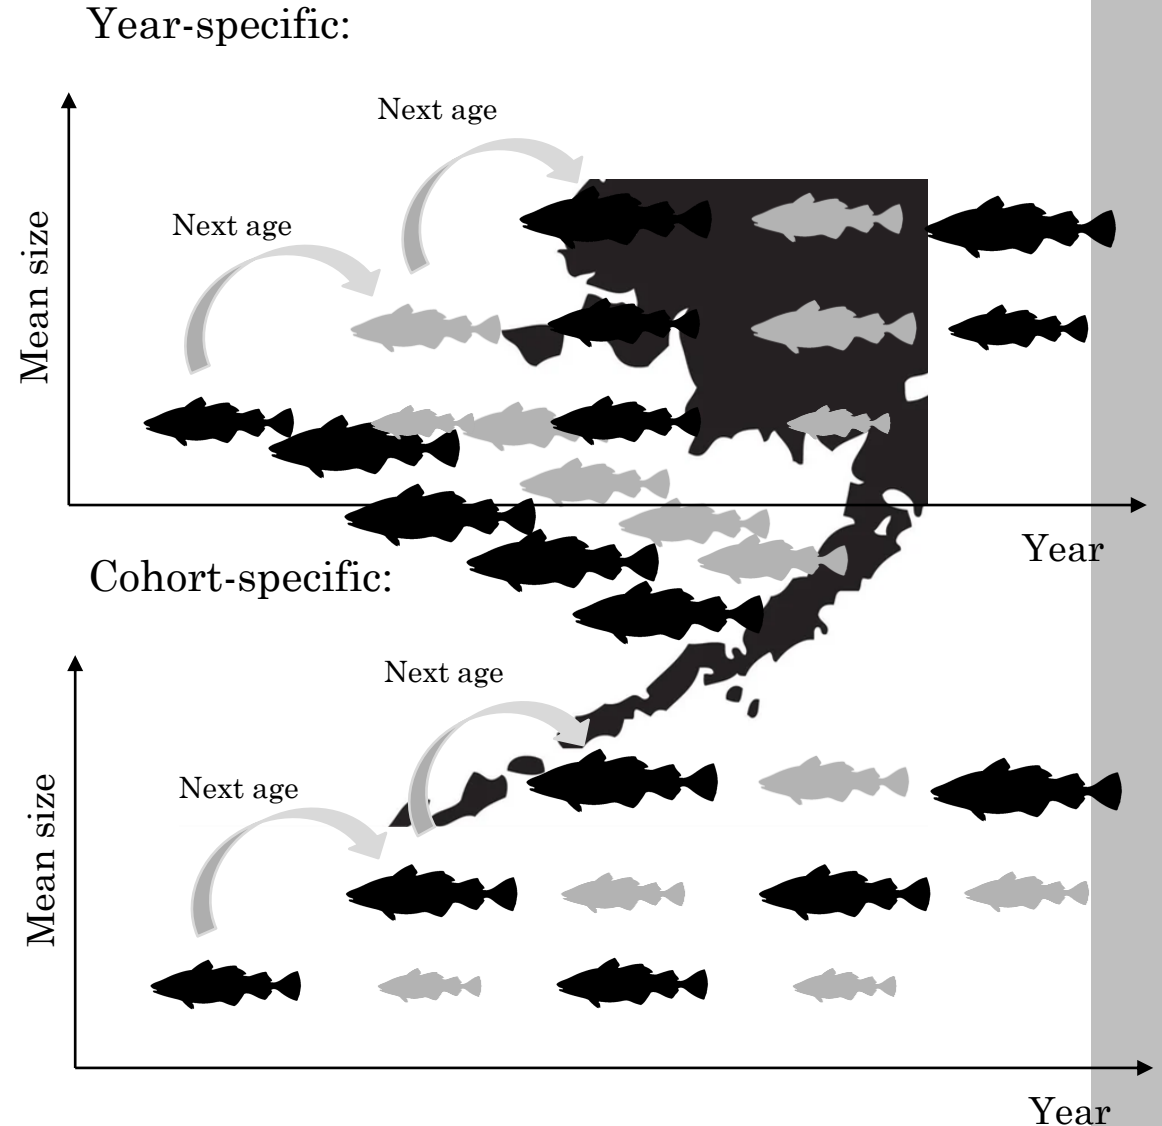 Year-specific:
Next age
Next age
Mean size
Year
Cohort-specific:
Next age
Next age
Mean size
Year